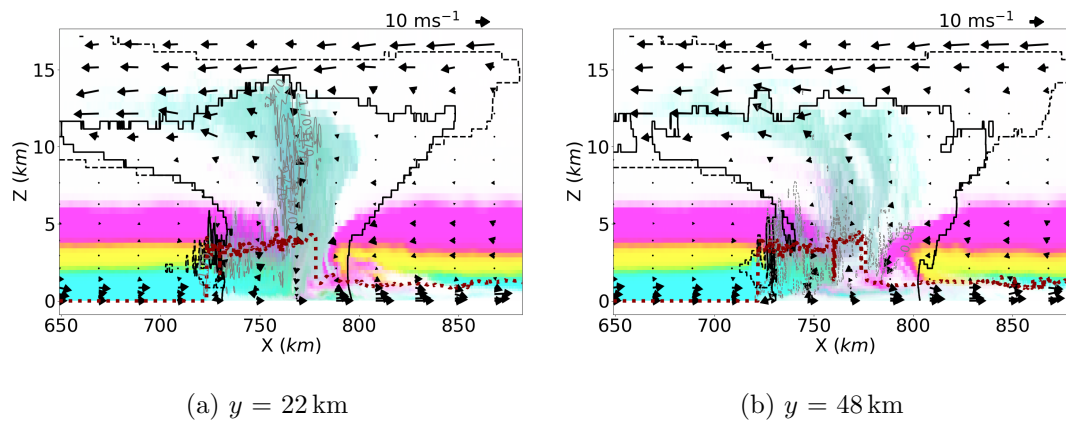 10 ms⁻¹ 10 ms⁻¹
15 15
10 10
5 5
0 0
Z (km) Z (km)
650 700 750 800 850 650 700 750 800 850
X (km) X (km)
(a) y = 22 km (b) y = 48 km